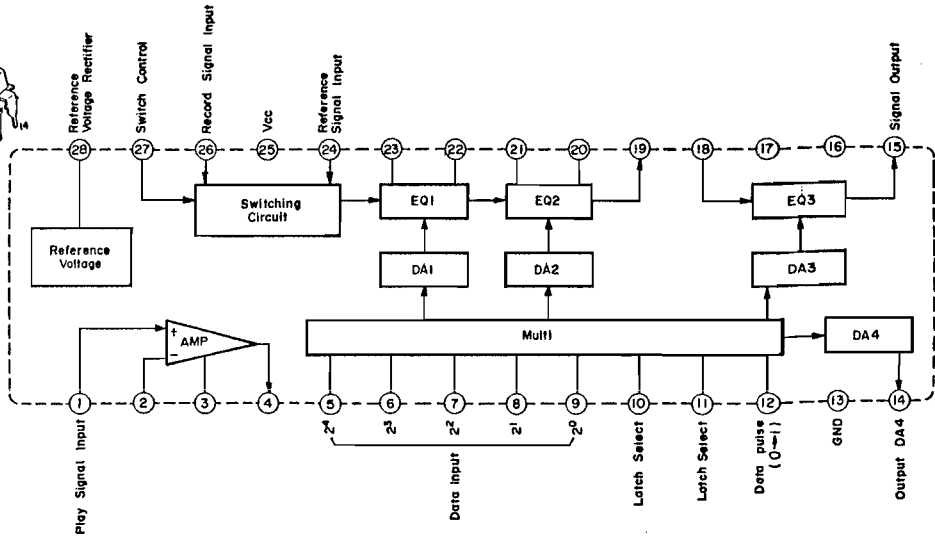 14
Reference
Voltage Rectifier
Switch Control
Record Signal Input
Vcc
Reference
Signal Input
Signal Output
28
27
26
25
24
23
22
21
20
19
18
17
16
15
Switching
Circuit
EQ1
EQ2
EQ3
Reference
Voltage
DA1
DA2
DA3
+
AMP
−
Multi
DA4
1
2
3
4
5
6
7
8
9
10
11
12
13
14
Play Signal Input
2⁴
2³
2²
2¹
2⁰
Data Input
Latch Select
Latch Select
Data pulse
(0→1)
GND
Output DA4